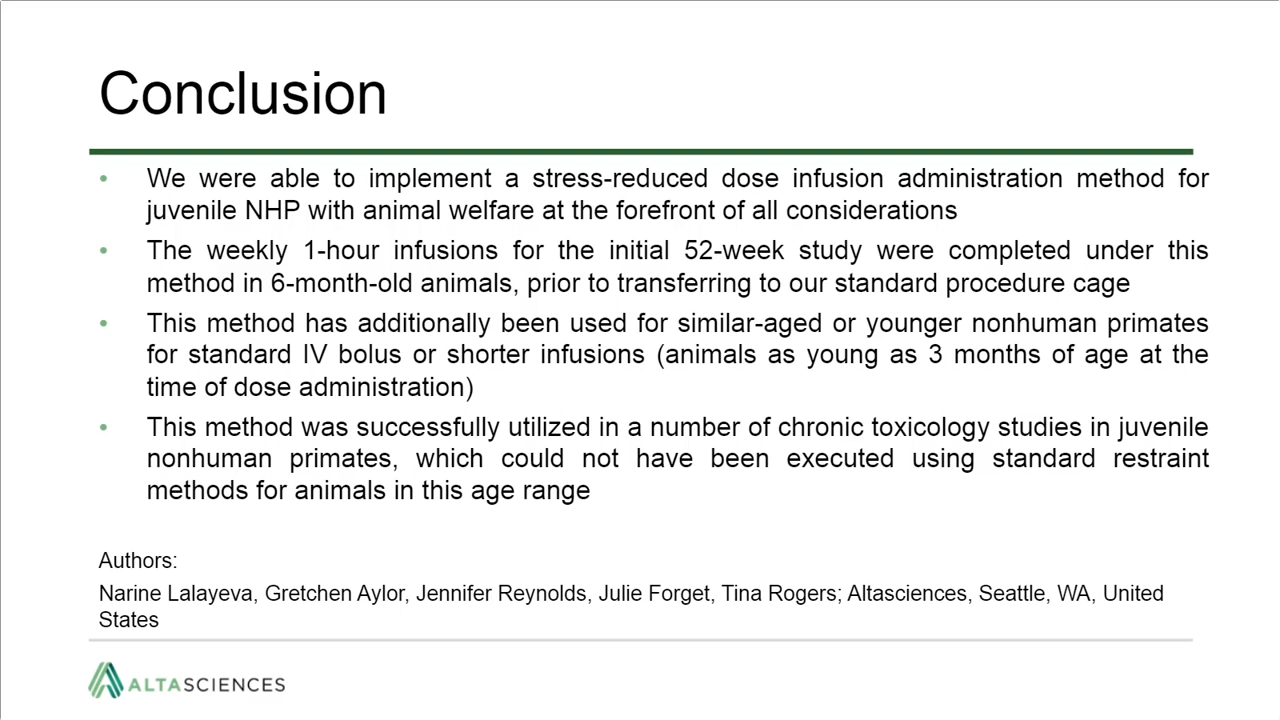 Conclusion
• We were able to implement a stress-reduced dose infusion administration method for
juvenile NHP with animal welfare at the forefront of all considerations
• The weekly 1-hour infusions for the initial 52-week study were completed under this
method in 6-month-old animals, prior to transferring to our standard procedure cage
• This method has additionally been used for similar-aged or younger nonhuman primates
for standard IV bolus or shorter infusions (animals as young as 3 months of age at the
time of dose administration)
• This method was successfully utilized in a number of chronic toxicology studies in juvenile
nonhuman primates, which could not have been executed using standard restraint
methods for animals in this age range
Authors:
Narine Lalayeva, Gretchen Aylor, Jennifer Reynolds, Julie Forget, Tina Rogers; Altasciences, Seattle, WA, United
States
ALTASCIENCES